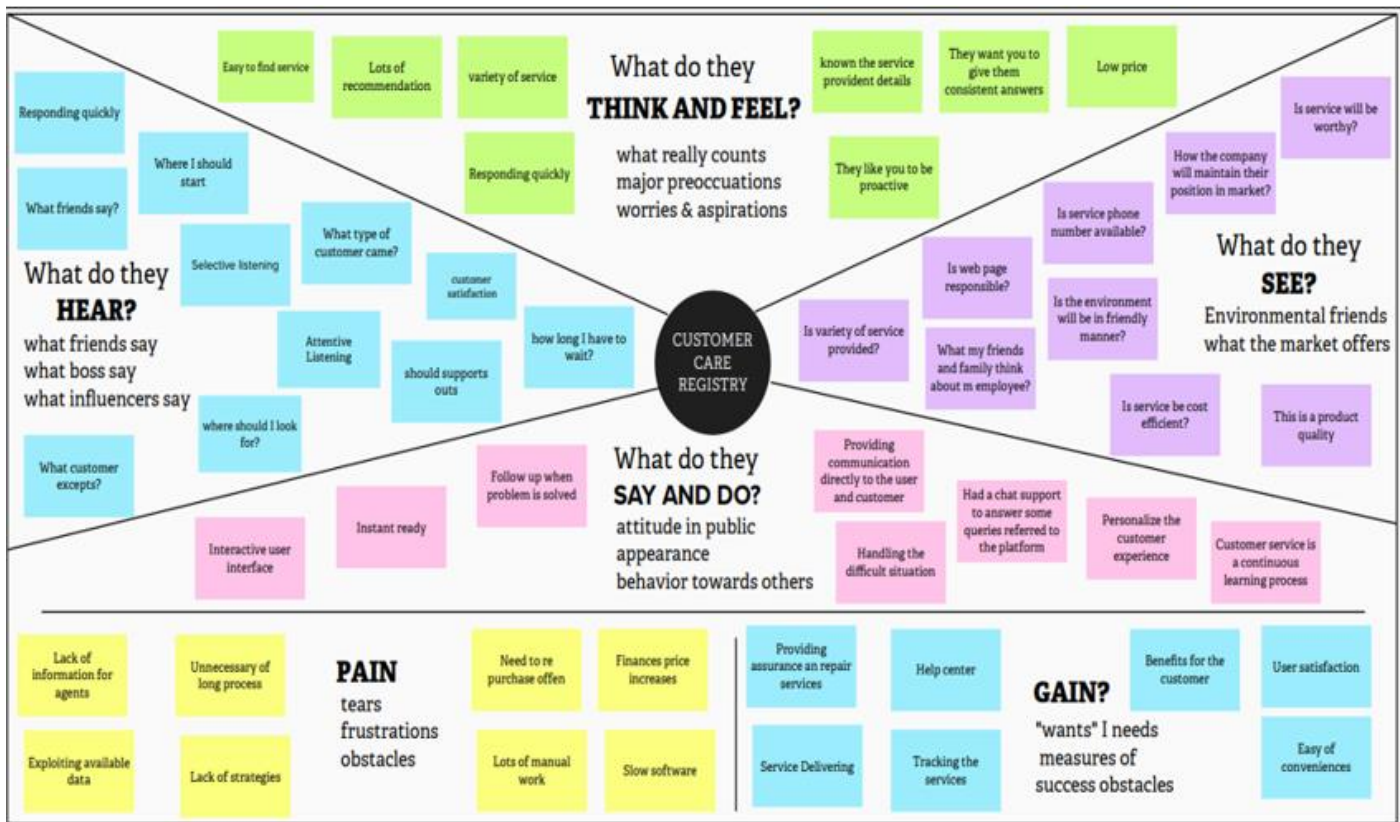 Easy to find service
Lots of
recommendation
variety of service
Responding quickly
What do they
THINK AND FEEL?
what really counts
major preoccuations
worries & aspirations
known the service
provident details
They want you to
give them
consistent answers
Low price
They like you to be
proactive
Responding quickly
Where I should
start
What friends say?
Selective listening
What type of
customer came?
customer
satisfaction
What do they
HEAR?
what friends say
what boss say
what influencers say
Attentive
Listening
should supports
outs
how long I have to
wait?
where should I look
for?
What customer
excepts?
CUSTOMER
CARE
REGISTRY
Is service will be
worthy?
How the company
will maintain their
position in market?
Is service phone
number available?
Is web page
responsible?
Is the environment
will be in friendly
manner?
Is variety of service
provided?
What my friends
and family think
about m employee?
What do they
SEE?
Environmental friends
what the market offers
Is service be cost
efficient?
This is a product
quality
Follow up when
problem is solved
Instant ready
Interactive user
interface
What do they
SAY AND DO?
attitude in public
appearance
behavior towards others
Providing
communication
directly to the user
and customer
Handling the
difficult situation
Had a chat support
to answer some
queries referred to
the platform
Personalize the
customer
experience
Customer service is
a continuous
learning process
Lack of
information for
agents
Unnecessary of
long process
Exploiting available
data
Lack of strategies
PAIN
tears
frustrations
obstacles
Need to re
purchase offen
Finances price
increases
Lots of manual
work
Slow software
Providing
assurance an repair
services
Help center
Service Delivering
Tracking the
services
GAIN?
"wants" I needs
measures of
success obstacles
Benefits for the
customer
User satisfaction
Easy of
conveniences